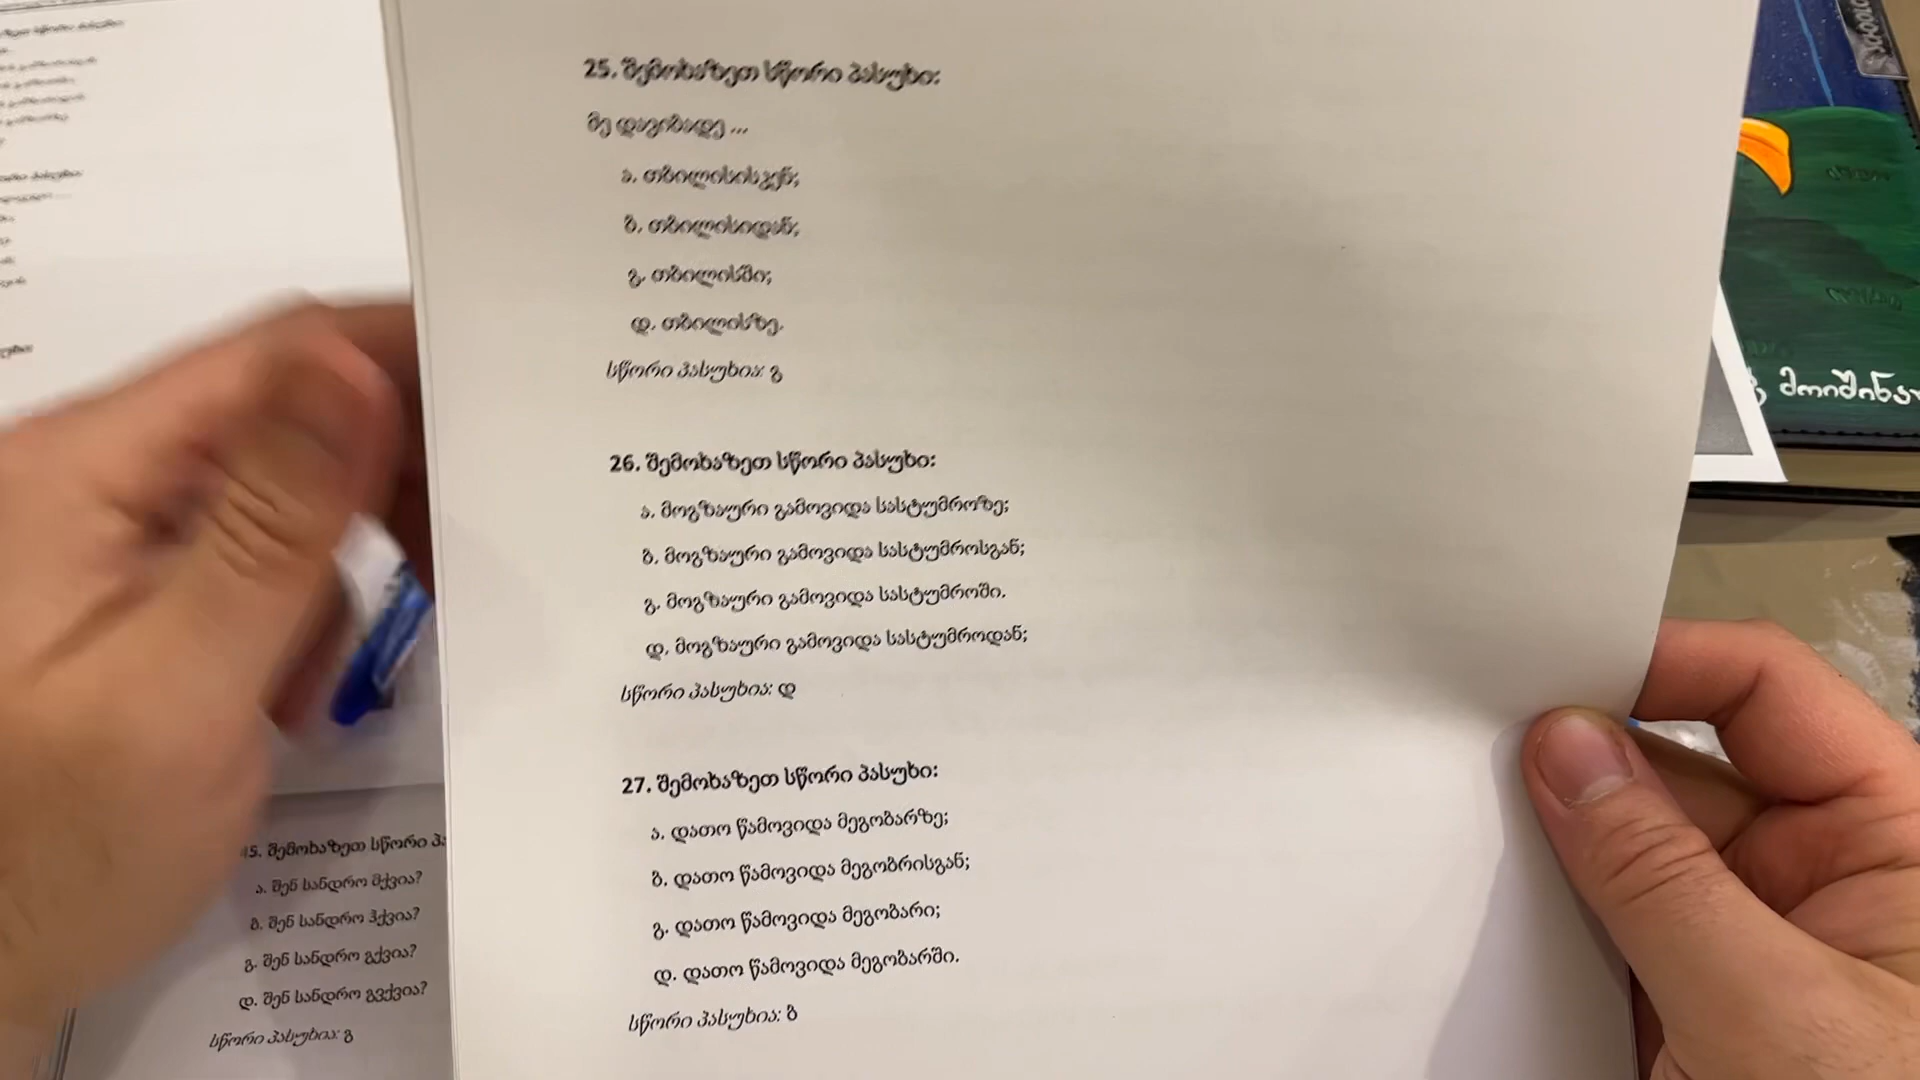 25. შემოხაზეთ სწორი პასუხი:
მე დავიბადე ...
ა. თბილისისგენ;
ბ. თბილისიდან;
გ. თბილისში;
დ. თბილისზე.
სწორი პასუხია: გ
26. შემოხაზეთ სწორი პასუხი:
ა. მოგზაური გამოვიდა სასტუმროზე;
ბ. მოგზაური გამოვიდა სასტუმროსგან;
გ. მოგზაური გამოვიდა სასტუმროში.
დ. მოგზაური გამოვიდა სასტუმროდან;
სწორი პასუხია: დ
27. შემოხაზეთ სწორი პასუხი:
ა. დათო წამოვიდა მეგობარზე;
ბ. დათო წამოვიდა მეგობრისგან;
გ. დათო წამოვიდა მეგობარი;
დ. დათო წამოვიდა მეგობარში.
სწორი პასუხია: ბ
შემოხაზეთ სწორი
ა. შენ სანდრო მქვია?
ბ. შენ სანდრო ჰქვია?
გ. შენ სანდრო გქვია?
დ. შენ სანდრო გვქვია?
სწორი პასუხია: გ